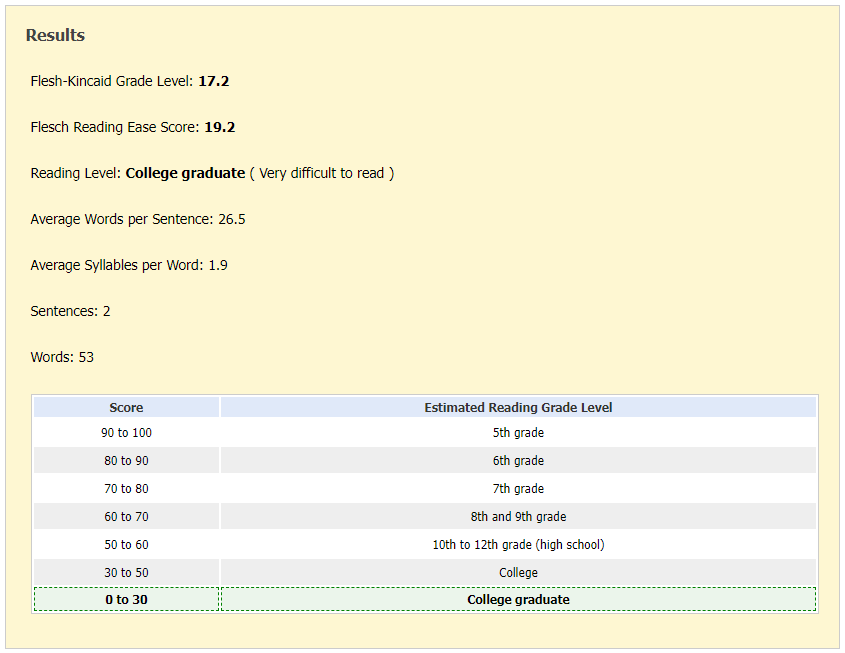 Results
Flesh-Kincaid Grade Level: 17.2
Flesch Reading Ease Score: 19.2
Reading Level: College graduate ( Very difficult to read )
Average Words per Sentence: 26.5
Average Syllables per Word: 1.9
Sentences: 2
Words: 53
Score Estimated Reading Grade Level
90 to 100 5th grade
80 to 90 6th grade
70 to 80 7th grade
60 to 70 8th and 9th grade
50 to 60 10th to 12th grade (high school)
30 to 50 College
0 to 30 College graduate